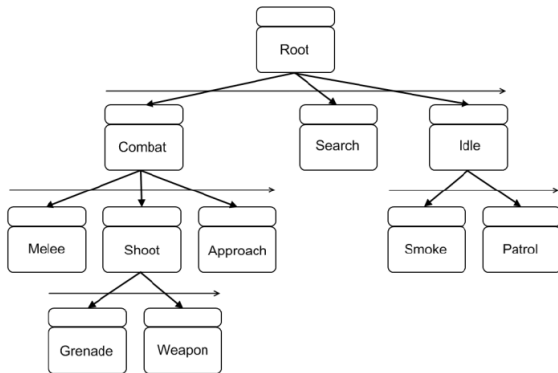 Root
Combat
Search
Idle
Melee
Shoot
Approach
Smoke
Patrol
Grenade
Weapon